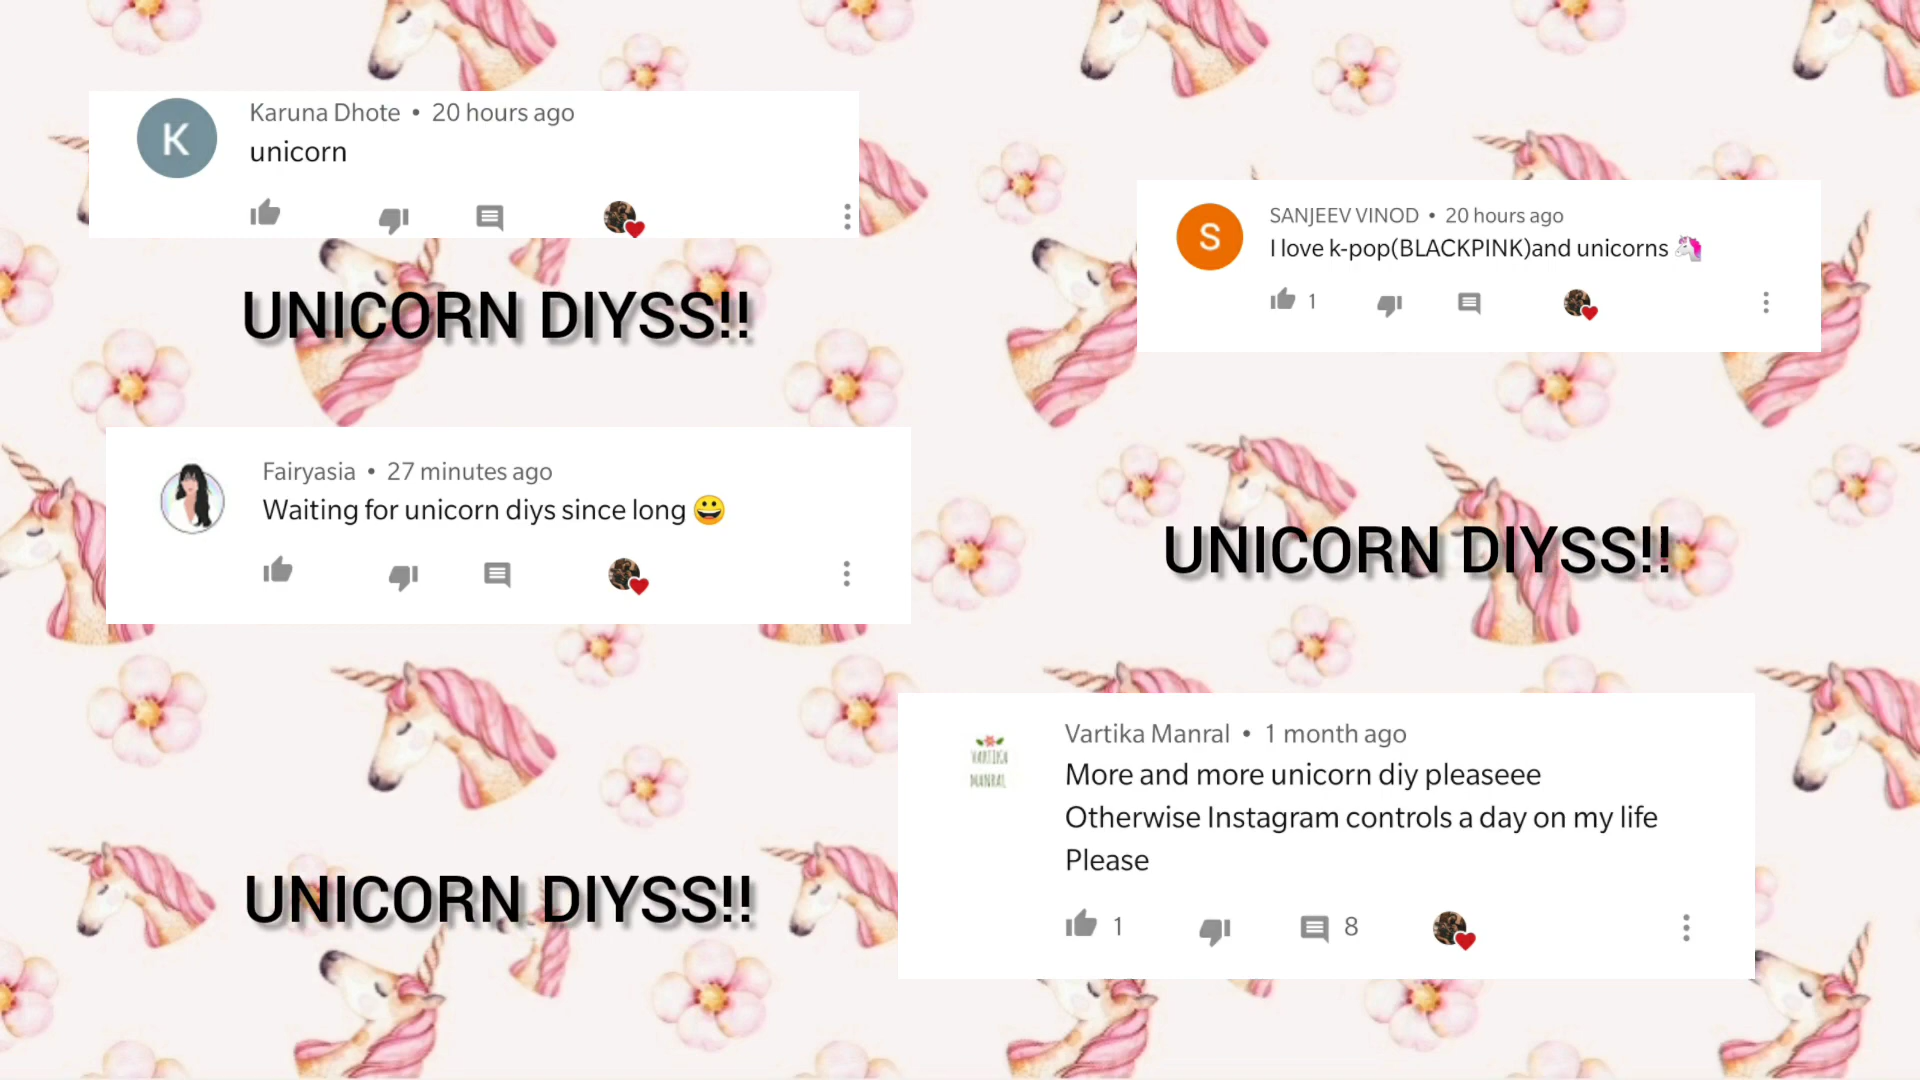 K
Karuna Dhote • 20 hours ago
unicorn
UNICORN DIYSS!!
S
SANJEEV VINOD • 20 hours ago
I love k-pop(BLACKPINK)and unicorns 🦄
1
Fairyasia • 27 minutes ago
Waiting for unicorn diys since long 😀
UNICORN DIYSS!!
VARTIKA
MANRAL
Vartika Manral • 1 month ago
More and more unicorn diy pleaseee
Otherwise Instagram controls a day on my life
Please
1 8
UNICORN DIYSS!!